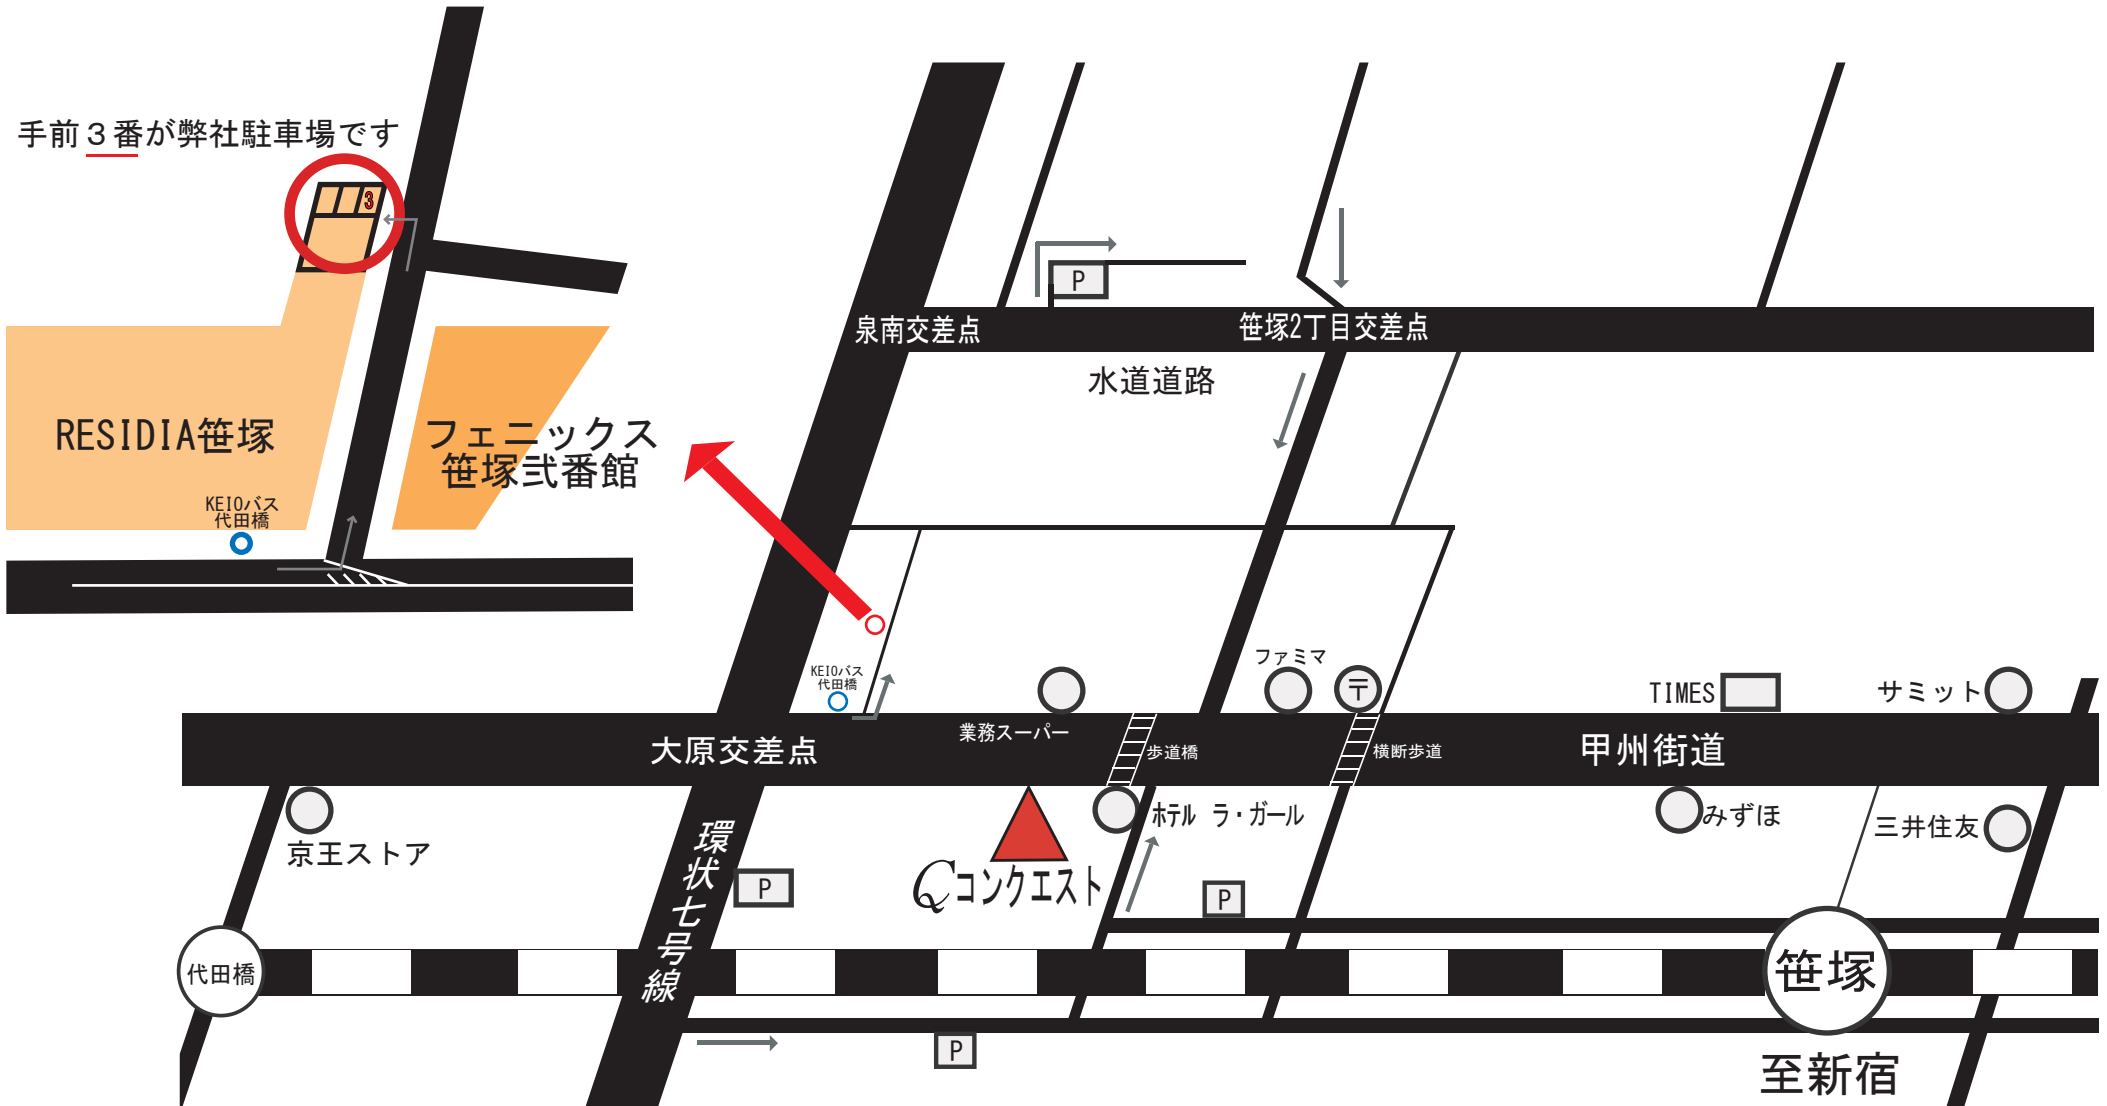 手前３番が弊社駐車場です
3
RESIDIA笹塚
フェニックス
笹塚弐番館
KEIOバス
代田橋
P
泉南交差点
笹塚2丁目交差点
水道道路
KEIOバス
代田橋
ファミマ
〒
TIMES
サミット
業務スーパー
大原交差点
歩道橋
横断歩道
甲州街道
京王ストア
環状七号線
P
Qコンクエスト
ホテル ラ・ガール
P
みずほ
三井住友
代田橋
笹塚
P
至新宿